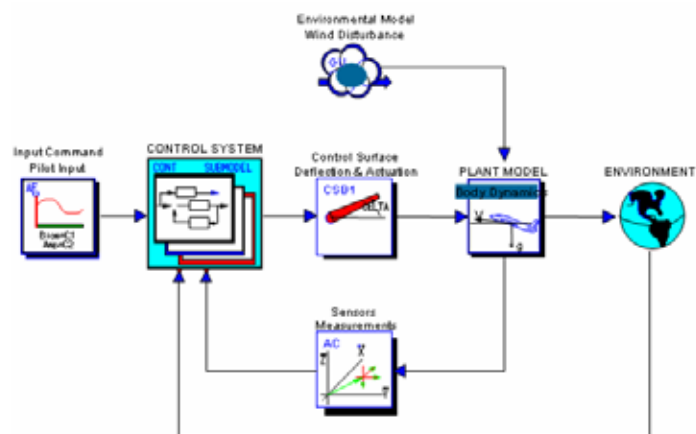 Environmental Model
Wind Disturbance
Input Command
Pilot Input
CONTROL SYSTEM
CONT SUBMODEL
Control Surface
Deflection & Actuation
CSD1
DELTA
PLANT MODEL
Body Dynamics
V
g
ENVIRONMENT
Sensors
Measurements
AC
Z
X
Y